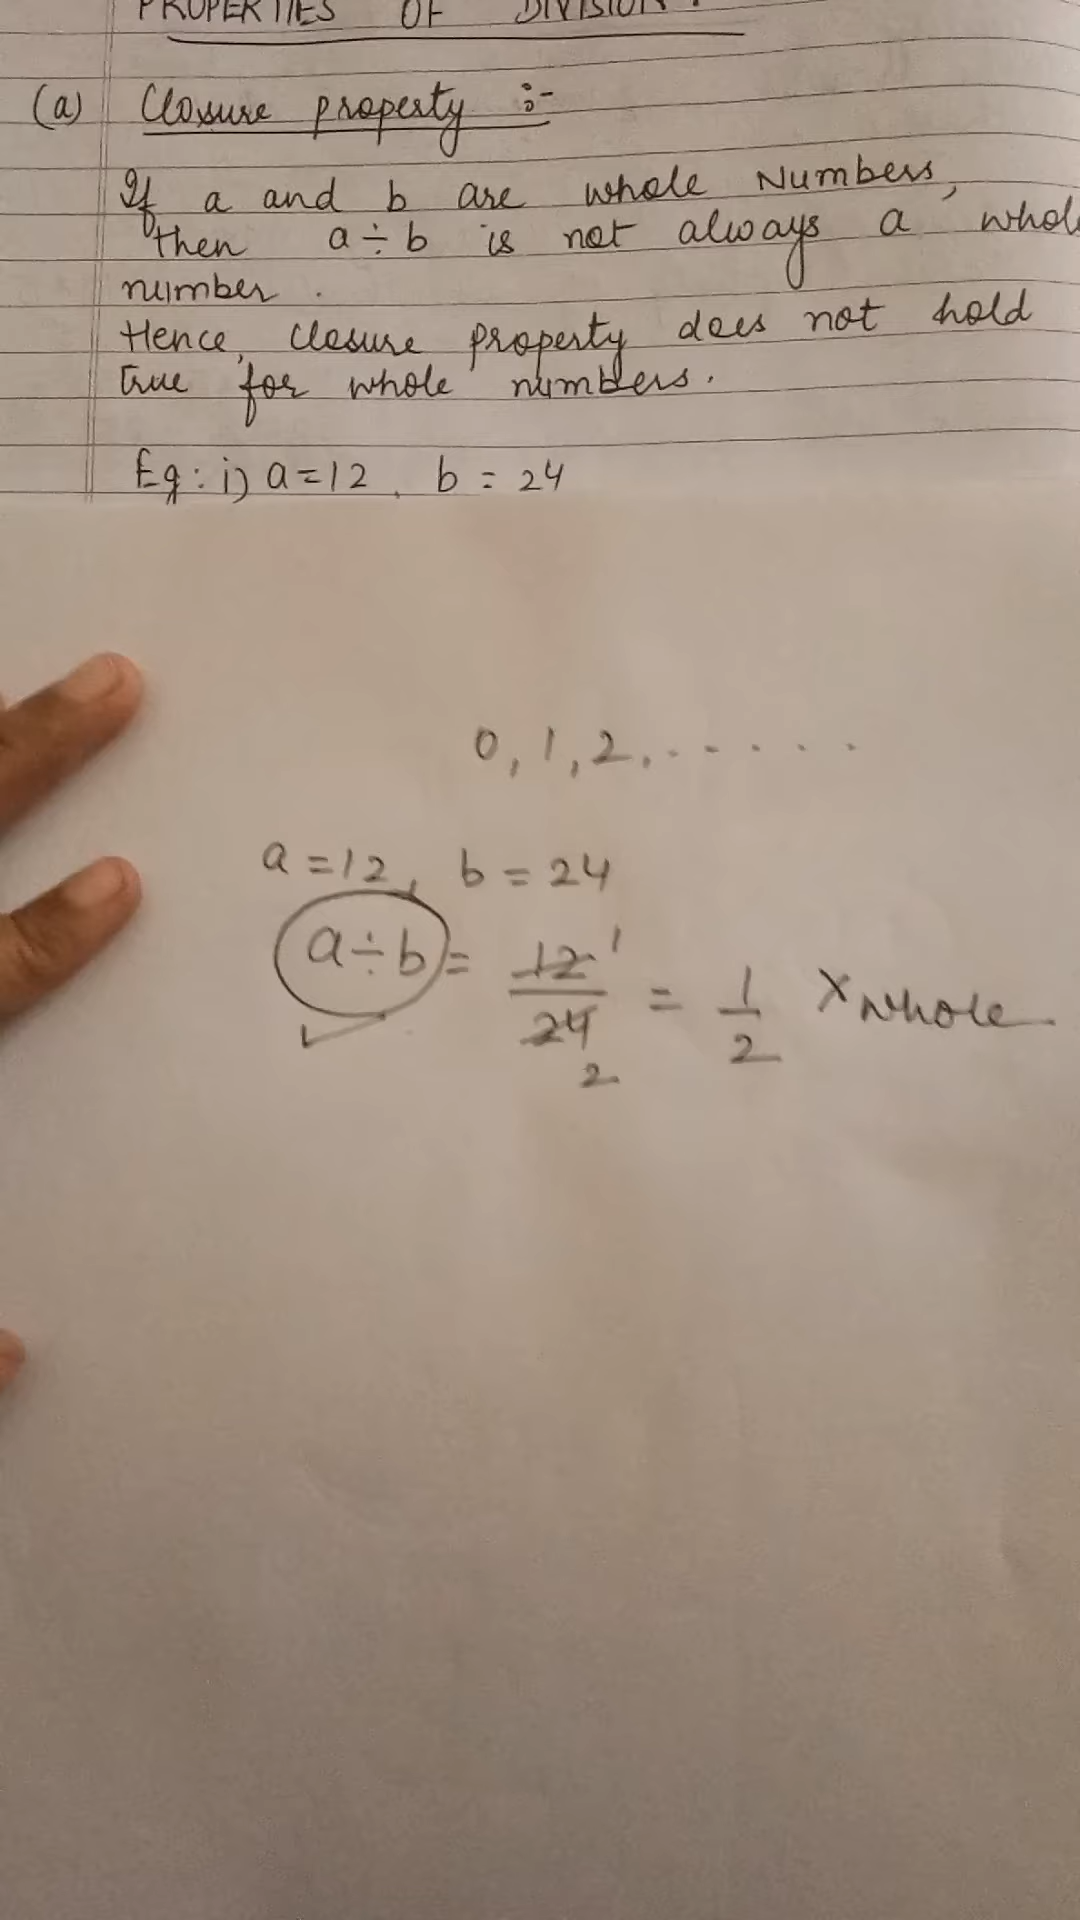 PROPERTIES OF DIVISION :
(a) Closure property :-
If a and b are whole Numbers,
then a ÷ b is not always a whole
number.
Hence, closure property does not hold
true for whole numbers.
Eg : i) a = 12, b = 24
0, 1, 2, ......
a = 12, b = 24
a ÷ b = 12/24 1 2 = 1/2 × whole